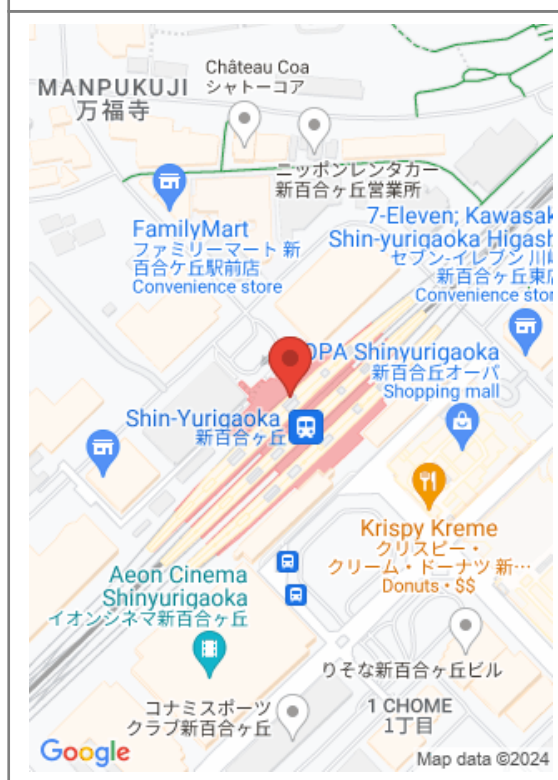 Château Coa
シャトーコア
MANPUKUJI
万福寺
ニッポンレンタカー
新百合ヶ丘営業所
FamilyMart
ファミリーマート 新
百合ケ丘駅前店
Convenience store
7-Eleven; Kawasak
Shin-yurigaoka Higash
セブン-イレブン 川崎
新百合ヶ丘東店
Convenience stor
OPA Shinyurigaoka
新百合丘オーパ
Shopping mall
Shin-Yurigaoka
新百合ヶ丘
Krispy Kreme
クリスピー・
クリーム・ドーナツ 新…
Donuts • $$
Aeon Cinema
Shinyurigaoka
イオンシネマ新百合ヶ丘
りそな新百合ヶ丘ビル
コナミスポーツ
クラブ新百合ヶ丘
1 CHOME
1丁目
Google
Map data ©2024